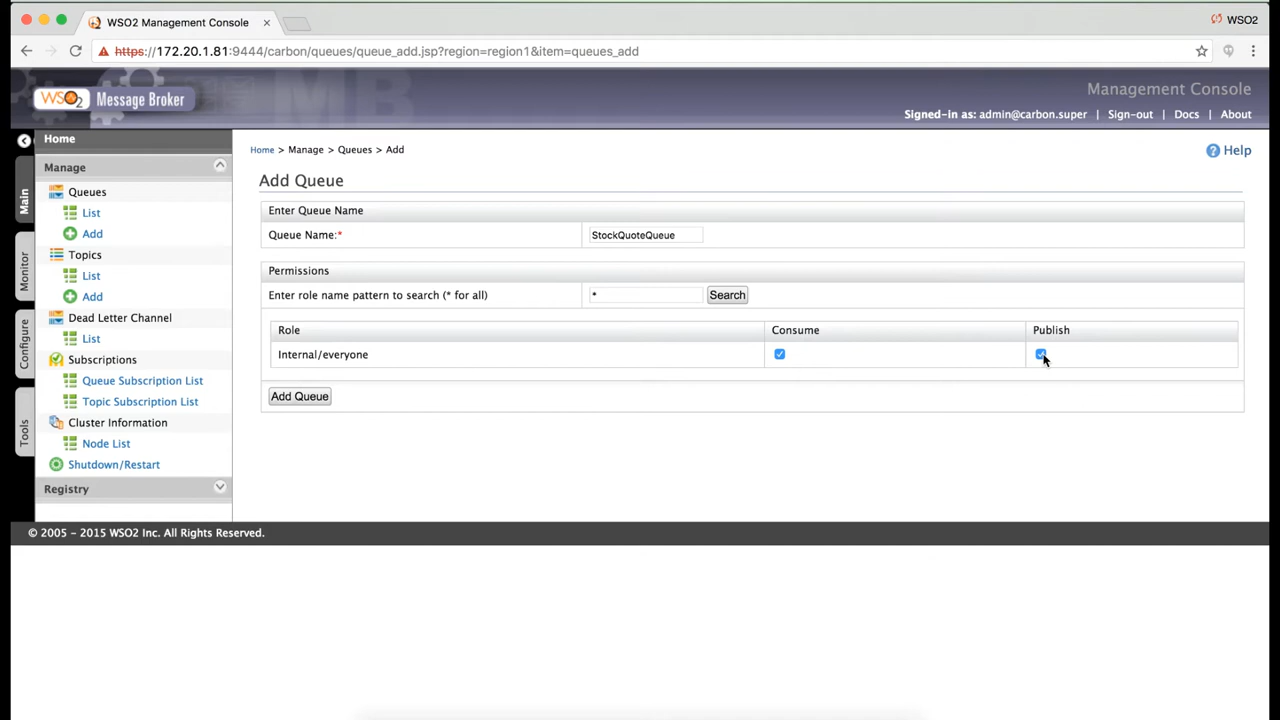 WSO2 Management Console
WSO2
https://172.20.1.81:9444/carbon/queues/queue_add.jsp?region=region1&item=queues_add
WSO2 Message Broker
MB
Management Console
Signed-in as: admin@carbon.super | Sign-out | Docs | About
Home
Manage
Queues
List
Add
Topics
List
Add
Dead Letter Channel
List
Subscriptions
Queue Subscription List
Topic Subscription List
Cluster Information
Node List
Shutdown/Restart
Registry
Main
Monitor
Configure
Tools
Home > Manage > Queues > Add
Help
Add Queue
Enter Queue Name
Queue Name:* StockQuoteQueue
Permissions
Enter role name pattern to search (* for all) * Search
Role Consume Publish
Internal/everyone
Add Queue
© 2005 - 2015 WSO2 Inc. All Rights Reserved.